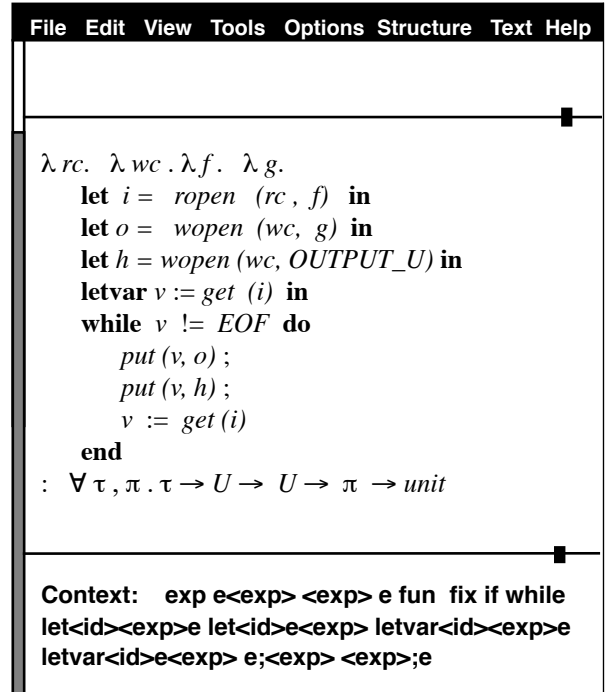 File Edit View Tools Options Structure Text Help
λ rc. λ wc . λ f . λ g.
let i = ropen (rc , f) in
let o = wopen (wc, g) in
let h = wopen (wc, OUTPUT_U) in
letvar v := get (i) in
while v != EOF do
put (v, o) ;
put (v, h) ;
v := get (i)
end
: ∀ τ , π . τ → U → U → π → unit
Context: exp e<exp> <exp> e fun fix if while
let<id><exp>e let<id>e<exp> letvar<id><exp>e
letvar<id>e<exp> e;<exp> <exp>;e